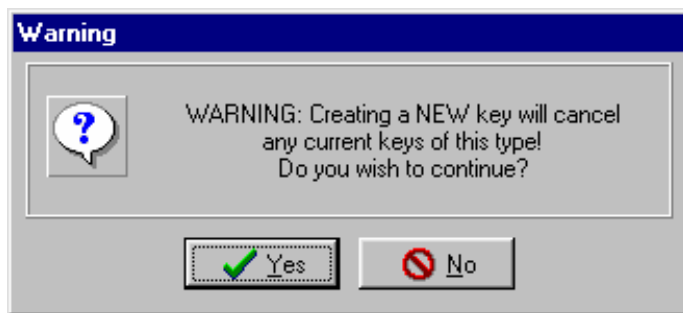 Warning
WARNING: Creating a NEW key will cancel
any current keys of this type!
Do you wish to continue?
Yes
No